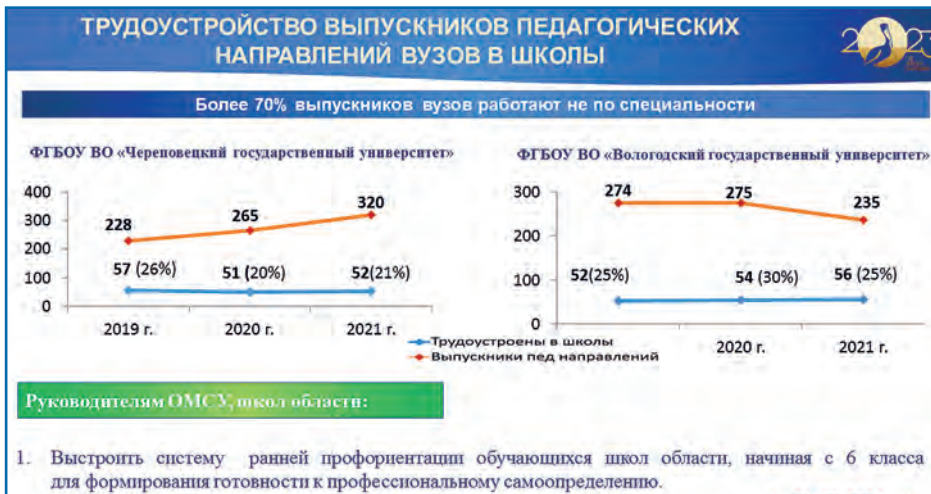 ТРУДОУСТРОЙСТВО ВЫПУСКНИКОВ ПЕДАГОГИЧЕСКИХ
НАПРАВЛЕНИЙ ВУЗОВ В ШКОЛЫ
2023
Более 70% выпускников вузов работают не по специальности
ФГБОУ ВО «Череповецкий государственный университет»
400
300
200
100
0
228
265
320
57 (26%)
51 (20%)
52(21%)
2019 г.
2020 г.
2021 г.
ФГБОУ ВО «Вологодский государственный университет»
300
200
100
0
274
275
235
52(25%)
54 (30%)
56 (25%)
2020 г.
2021 г.
Трудоустроены в школы
Выпускники пед направлений
Руководителям ОМСУ, школ области:
1. Выстроить систему ранней профориентации обучающихся школ области, начиная с 6 класса
для формирования готовности к профессиональному самоопределению.